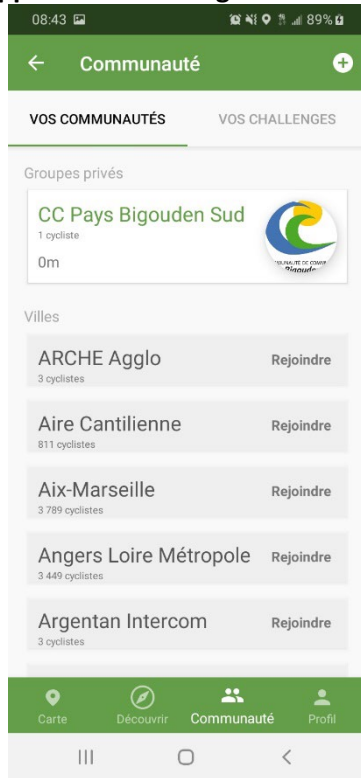 08:43 89%
Communauté
VOS COMMUNAUTÉS VOS CHALLENGES
Groupes privés
CC Pays Bigouden Sud
1 cycliste
0m
Villes
ARCHE Agglo Rejoindre
3 cyclistes
Aire Cantilienne Rejoindre
811 cyclistes
Aix-Marseille Rejoindre
3 789 cyclistes
Angers Loire Métropole Rejoindre
3 449 cyclistes
Argentan Intercom Rejoindre
3 cyclistes
Carte Découvrir Communauté Profil